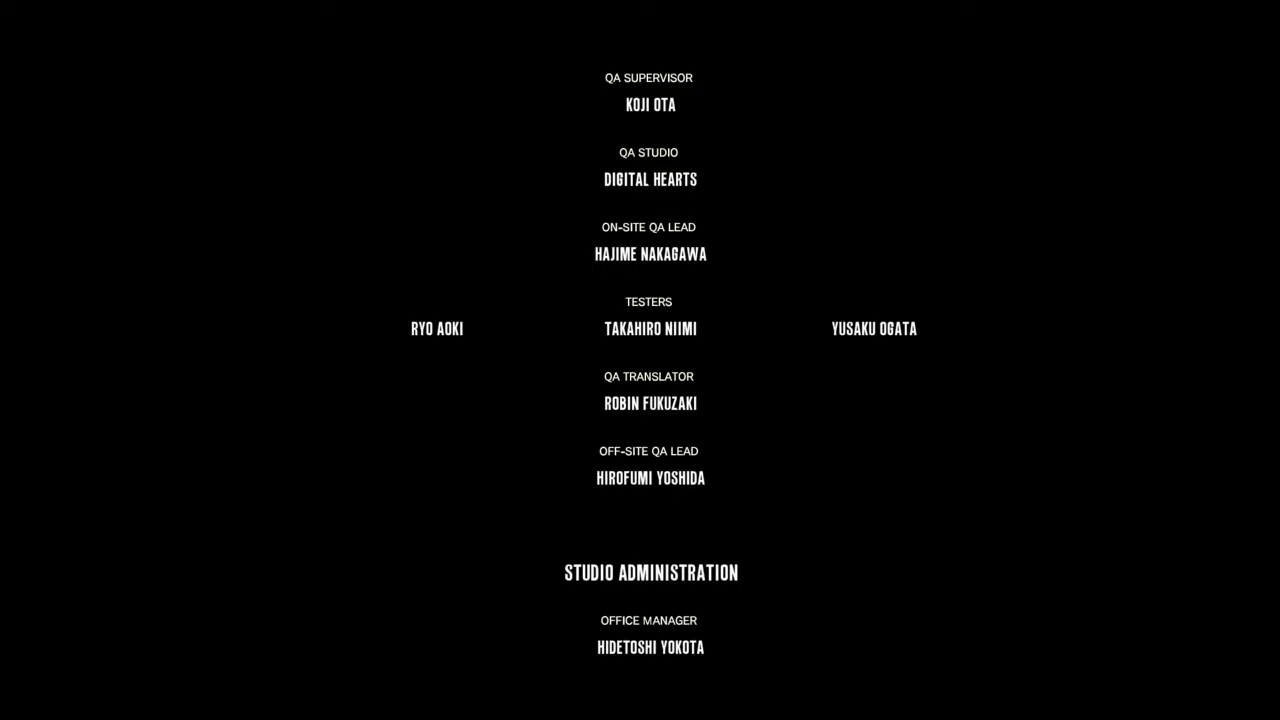 QA SUPERVISOR
KOJI OTA
QA STUDIO
DIGITAL HEARTS
ON-SITE QA LEAD
HAJIME NAKAGAWA
TESTERS
RYO AOKI TAKAHIRO NIIMI YUSAKU OGATA
QA TRANSLATOR
ROBIN FUKUZAKI
OFF-SITE QA LEAD
HIROFUMI YOSHIDA
STUDIO ADMINISTRATION
OFFICE MANAGER
HIDETOSHI YOKOTA